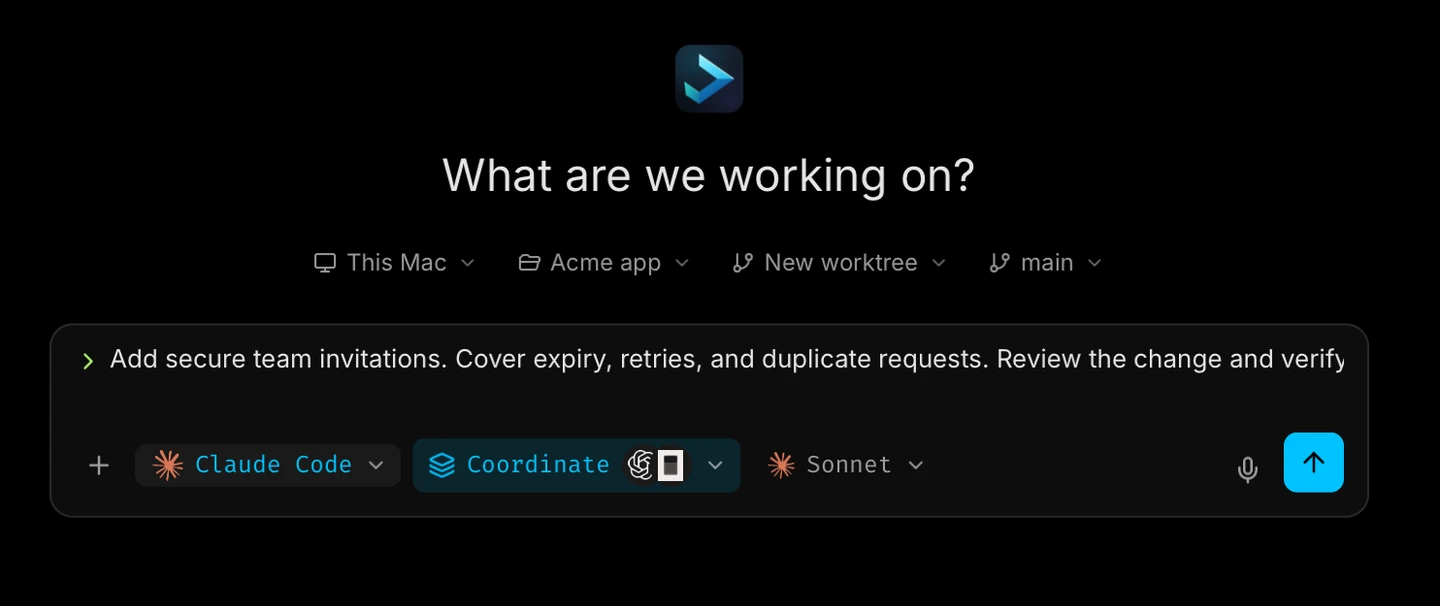 What are we working on?
This Mac Acme app New worktree main
Add secure team invitations. Cover expiry, retries, and duplicate requests. Review the change and verify
Claude Code Coordinate Sonnet